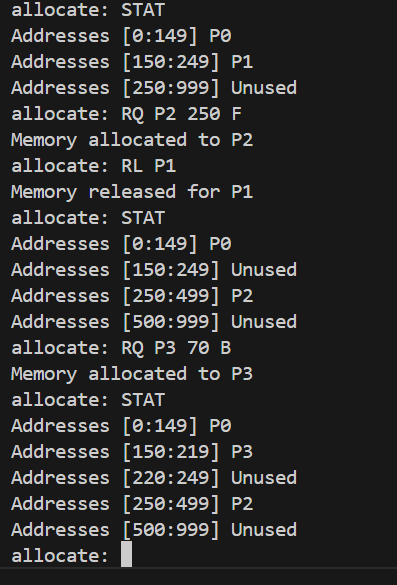 allocate: STAT
Addresses [0:149] P0
Addresses [150:249] P1
Addresses [250:999] Unused
allocate: RQ P2 250 F
Memory allocated to P2
allocate: RL P1
Memory released for P1
allocate: STAT
Addresses [0:149] P0
Addresses [150:249] Unused
Addresses [250:499] P2
Addresses [500:999] Unused
allocate: RQ P3 70 B
Memory allocated to P3
allocate: STAT
Addresses [0:149] P0
Addresses [150:219] P3
Addresses [220:249] Unused
Addresses [250:499] P2
Addresses [500:999] Unused
allocate: